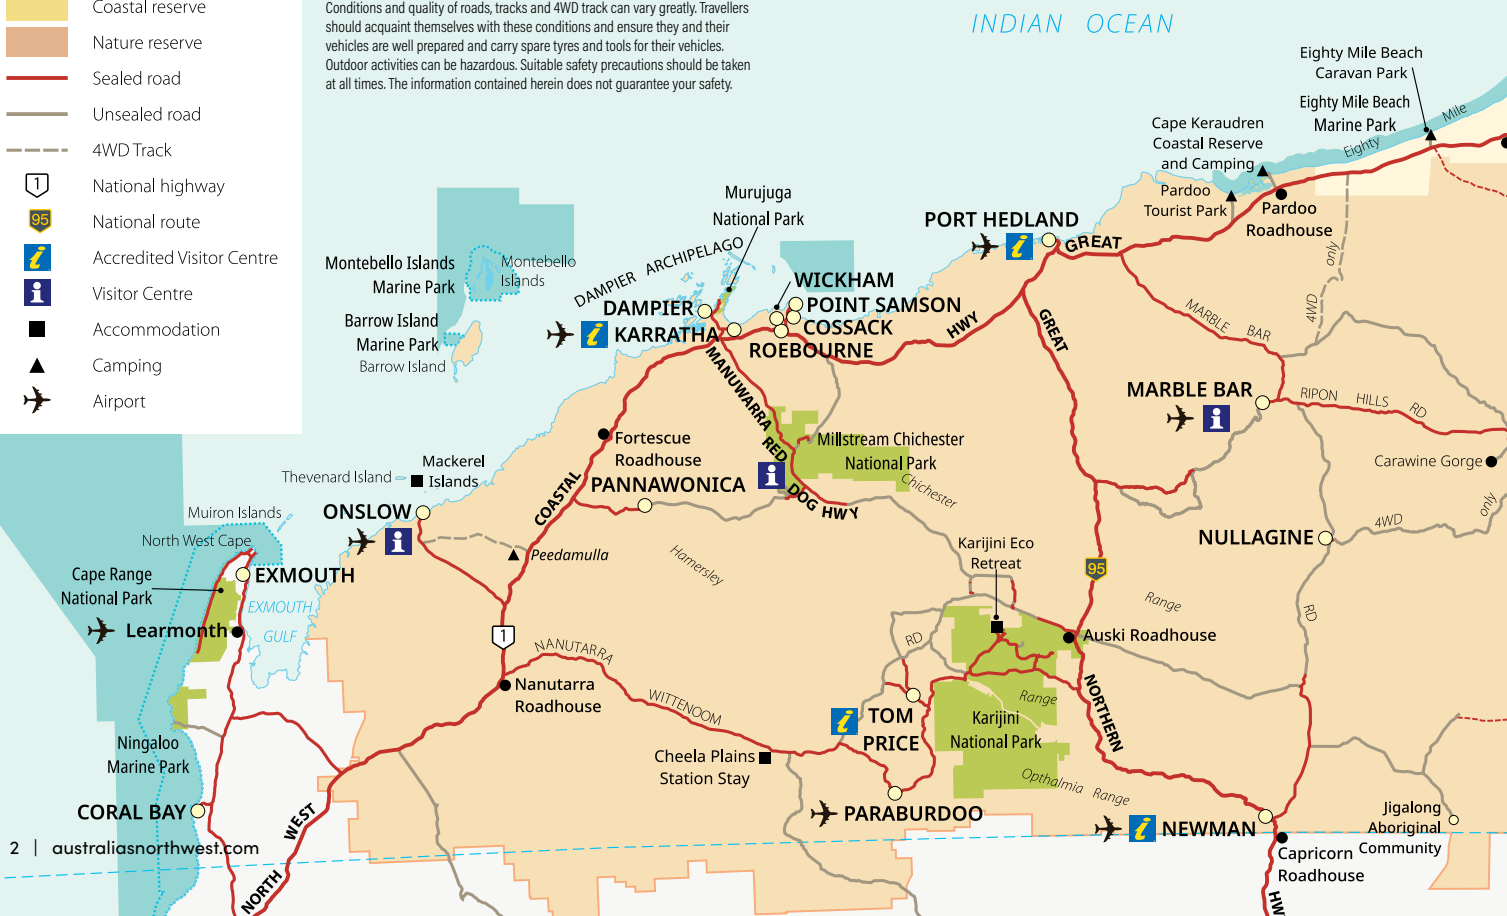 Coastal reserve
Nature reserve
Sealed road
Unsealed road
4WD Track
1
National highway
95
National route
Accredited Visitor Centre
Visitor Centre
Accommodation
Camping
Airport
Conditions and quality of roads, tracks and 4WD track can vary greatly. Travellers
should acquaint themselves with these conditions and ensure they and their
vehicles are well prepared and carry spare tyres and tools for their vehicles.
Outdoor activities can be hazardous. Suitable safety precautions should be taken
at all times. The information contained herein does not guarantee your safety.
INDIAN OCEAN
Eighty Mile Beach
Caravan Park
Eighty Mile Beach
Marine Park
Eighty
Mile
Cape Keraudren
Coastal Reserve
and Camping
Pardoo
Tourist Park
Pardoo
Roadhouse
Murujuga
National Park
PORT HEDLAND
GREAT
Montebello Islands
Marine Park
Montebello
Islands
DAMPIER ARCHIPELAGO
Barrow Island
Marine Park
Barrow Island
DAMPIER
KARRATHA
WICKHAM
POINT SAMSON
COSSACK
ROEBOURNE
HWY
GREAT
MARBLE BAR
4WD
only
MARBLE BAR
RIPON HILLS RD
Carawine Gorge
MANUWARRA
RED
DOG HWY
Millstream Chichester
National Park
Chichester
Fortescue
Roadhouse
Mackerel
Islands
Thevenard Island
PANNAWONICA
COASTAL
Muiron Islands
ONSLOW
North West Cape
Peedamulla
Hamersley
Karijini Eco
Retreat
95
NULLAGINE
4WD
only
Cape Range
National Park
EXMOUTH
EXMOUTH
GULF
Learmonth
1
NANUTARRA
WITTENOOM
RD
Range
RD
Auski Roadhouse
Nanutarra
Roadhouse
TOM
PRICE
Range
Karijini
National Park
NORTHERN
Ningaloo
Marine Park
Cheela Plains
Station Stay
Opthalmia Range
CORAL BAY
PARABURDOO
NEWMAN
Jigalong
Aboriginal
Community
Capricorn
Roadhouse
NORTH
WEST
HW
2 | australiasnorthwest.com